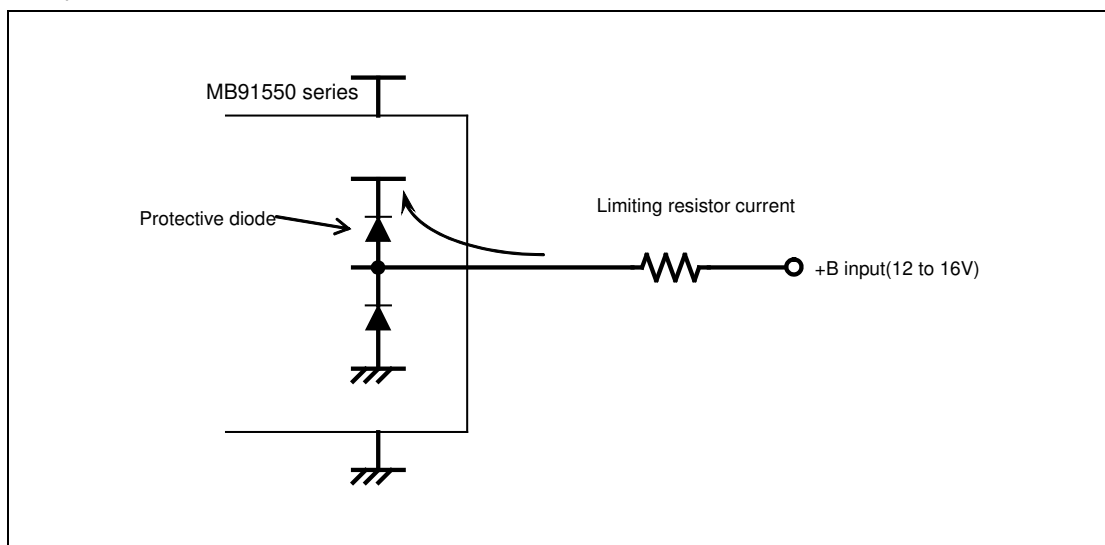 MB91550 series
Protective diode
Limiting resistor current
+B input(12 to 16V)